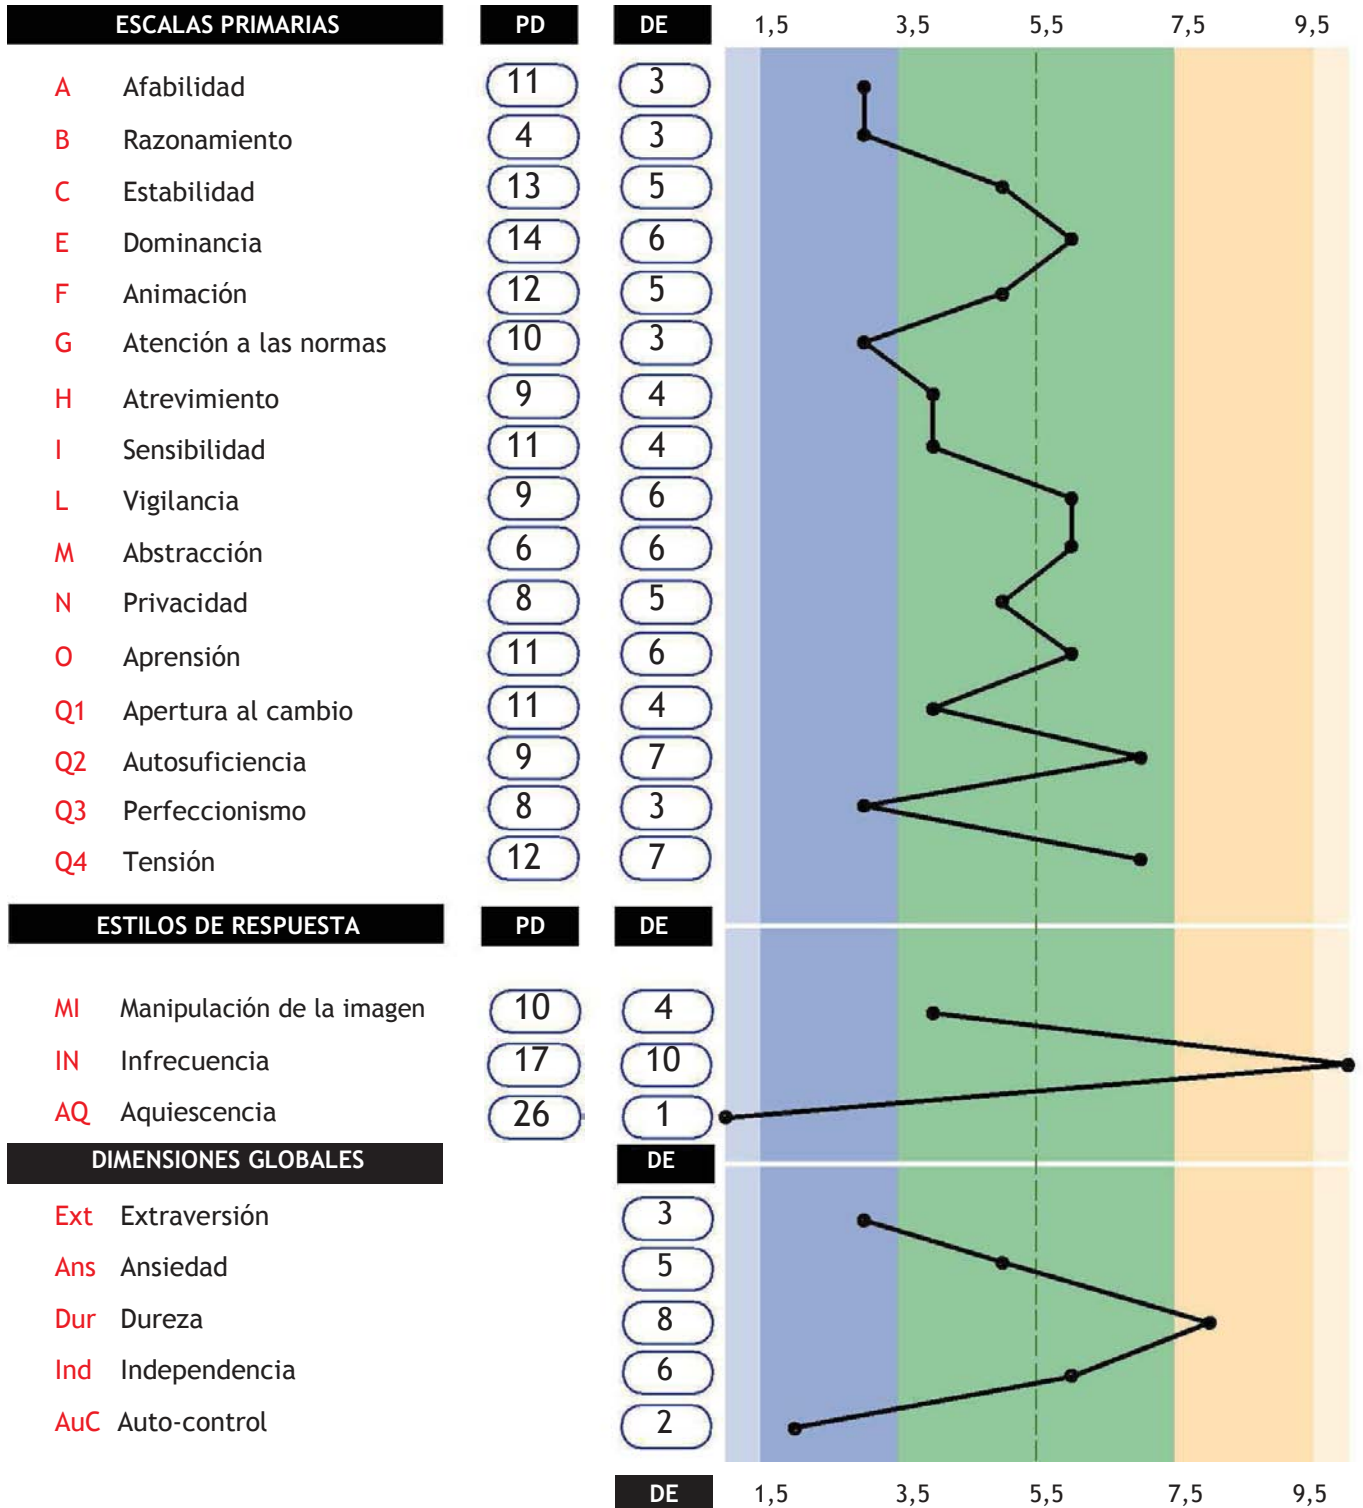 ESCALAS PRIMARIAS PD DE 1,5 3,5 5,5 7,5 9,5
A Afabilidad 11 3
B Razonamiento 4 3
C Estabilidad 13 5
E Dominancia 14 6
F Animación 12 5
G Atención a las normas 10 3
H Atrevimiento 9 4
I Sensibilidad 11 4
L Vigilancia 9 6
M Abstracción 6 6
N Privacidad 8 5
O Aprensión 11 6
Q1 Apertura al cambio 11 4
Q2 Autosuficiencia 9 7
Q3 Perfeccionismo 8 3
Q4 Tensión 12 7
ESTILOS DE RESPUESTA PD DE
MI Manipulación de la imagen 10 4
IN Infrecuencia 17 10
AQ Aquiescencia 26 1
DIMENSIONES GLOBALES DE
Ext Extraversión 3
Ans Ansiedad 5
Dur Dureza 8
Ind Independencia 6
AuC Auto-control 2
DE 1,5 3,5 5,5 7,5 9,5